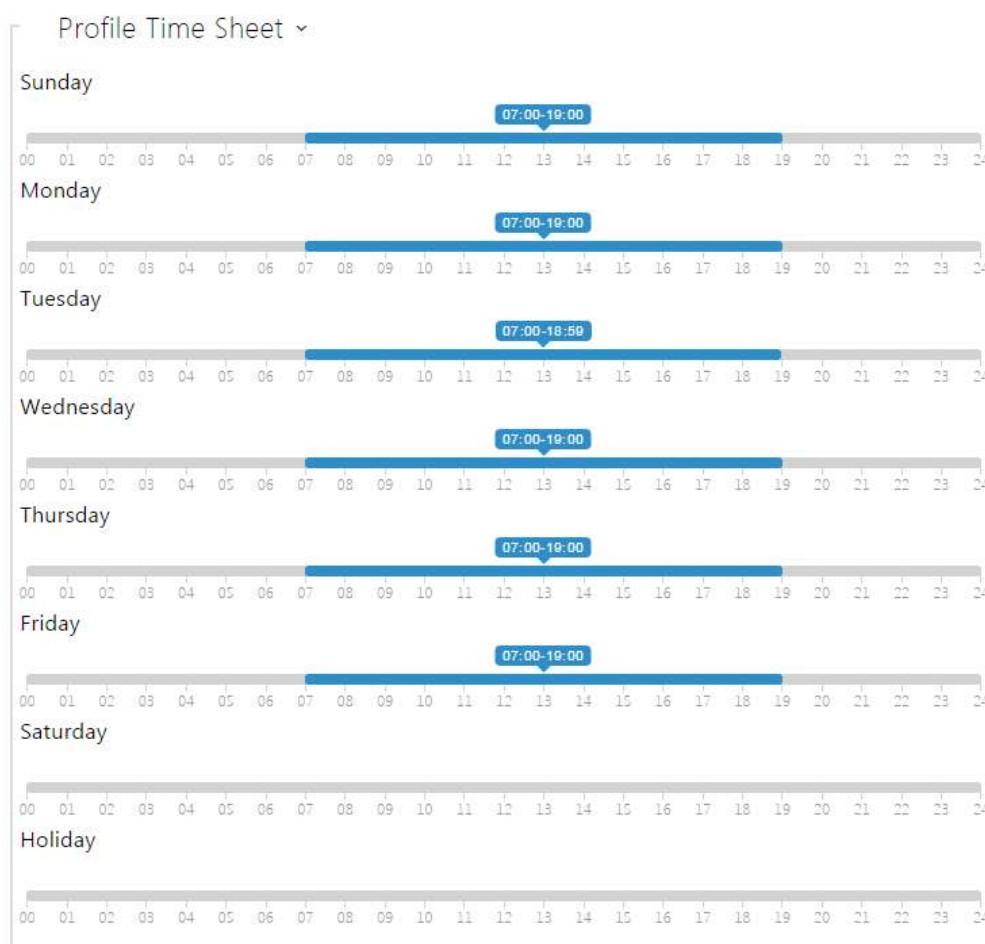 Profile Time Sheet
Sunday
07:00-19:00
00 01 02 03 04 05 06 07 08 09 10 11 12 13 14 15 16 17 18 19 20 21 22 23 24
Monday
07:00-19:00
00 01 02 03 04 05 06 07 08 09 10 11 12 13 14 15 16 17 18 19 20 21 22 23 24
Tuesday
07:00-18:59
00 01 02 03 04 05 06 07 08 09 10 11 12 13 14 15 16 17 18 19 20 21 22 23 24
Wednesday
07:00-19:00
00 01 02 03 04 05 06 07 08 09 10 11 12 13 14 15 16 17 18 19 20 21 22 23 24
Thursday
07:00-19:00
00 01 02 03 04 05 06 07 08 09 10 11 12 13 14 15 16 17 18 19 20 21 22 23 24
Friday
07:00-19:00
00 01 02 03 04 05 06 07 08 09 10 11 12 13 14 15 16 17 18 19 20 21 22 23 24
Saturday
00 01 02 03 04 05 06 07 08 09 10 11 12 13 14 15 16 17 18 19 20 21 22 23 24
Holiday
00 01 02 03 04 05 06 07 08 09 10 11 12 13 14 15 16 17 18 19 20 21 22 23 24